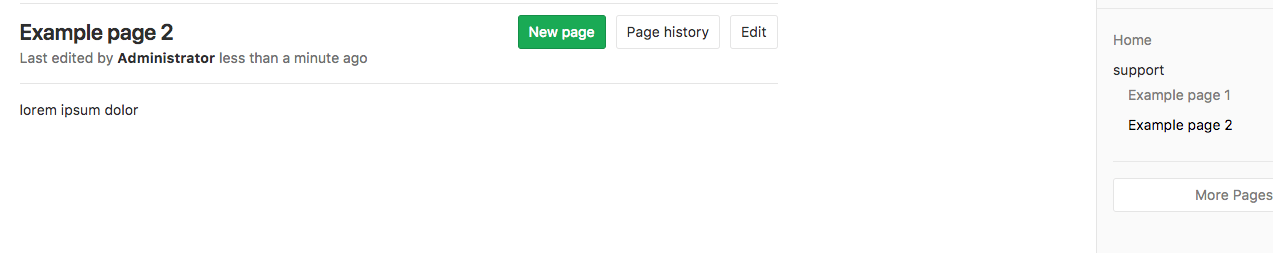 Example page 2
New page
Page history
Edit
Last edited by Administrator less than a minute ago
lorem ipsum dolor
Home
support
Example page 1
Example page 2
More Pages